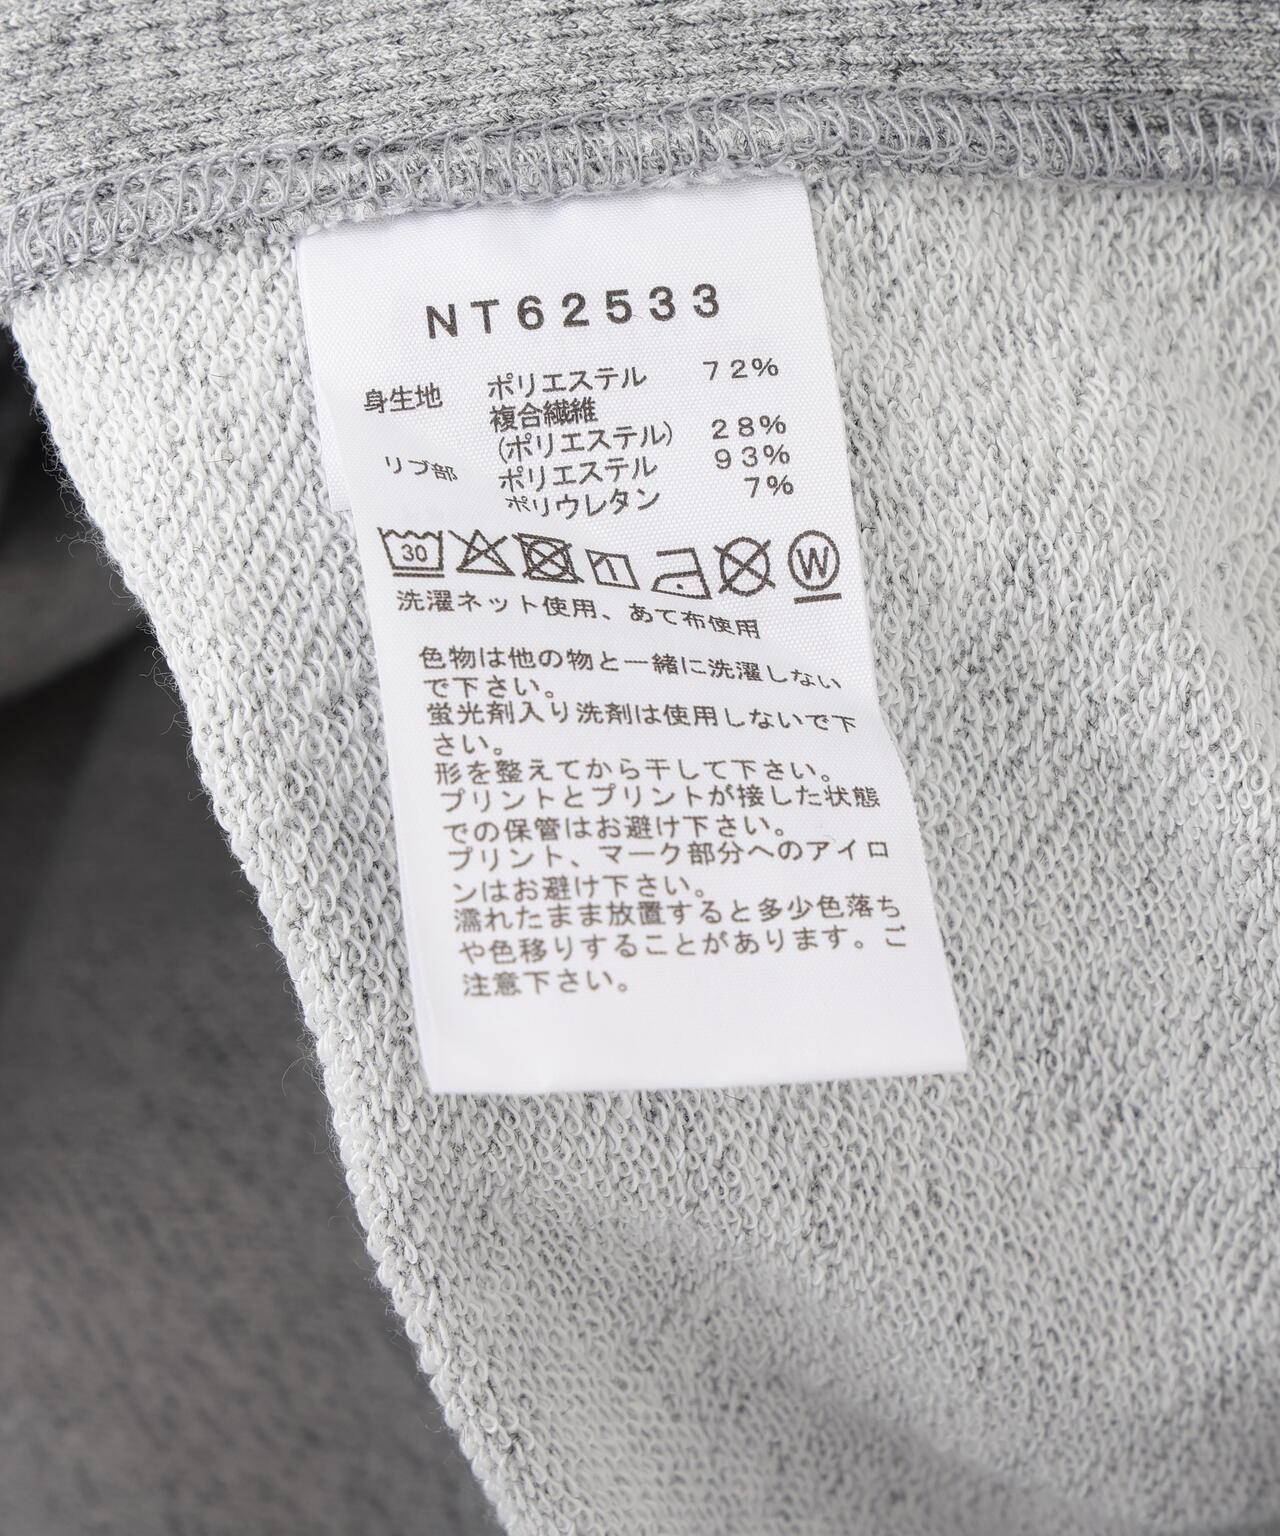 NT62533
身生地 ポリエステル 72%
複合繊維
(ポリエステル) 28%
リブ部 ポリエステル 93%
ポリウレタン 7%
30 W
洗濯ネット使用、あて布使用
色物は他の物と一緒に洗濯しない
で下さい。
蛍光剤入り洗剤は使用しないで下
さい。
形を整えてから干して下さい。
プリントとプリントが接した状態
での保管はお避け下さい。
プリント、マーク部分へのアイロ
ンはお避け下さい。
濡れたまま放置すると多少色落ち
や色移りすることがあります。ご
注意下さい。